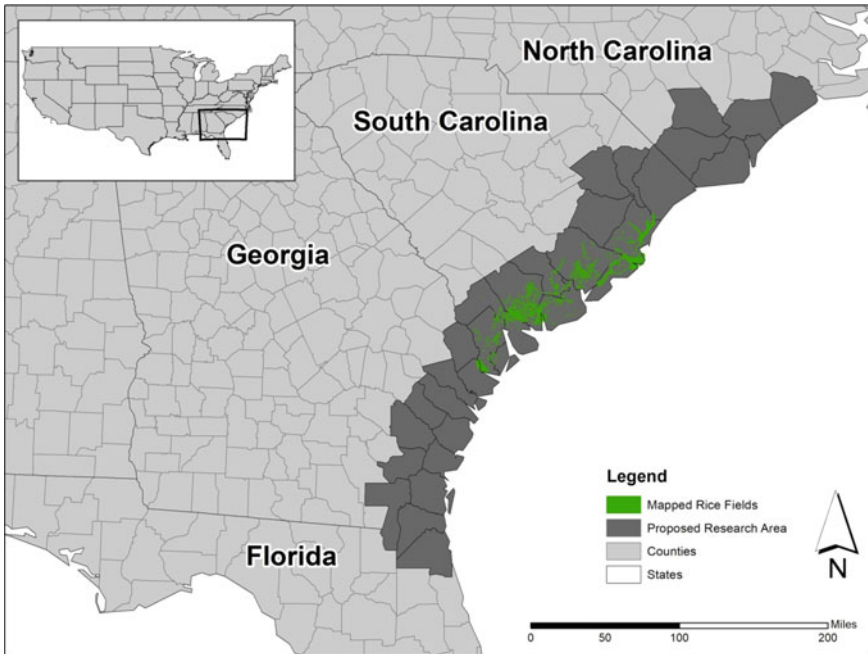 North Carolina
South Carolina
Georgia
Florida
Legend
Mapped Rice Fields
Proposed Research Area
Counties
States
N
Miles
0 50 100 200